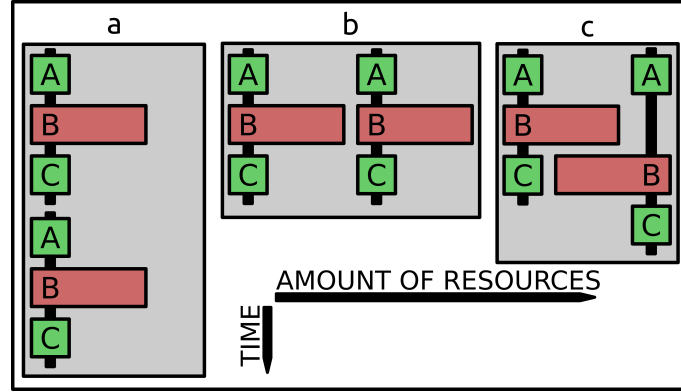 a b c
A A A A A
B B B
C C C B
A C
B
C
AMOUNT OF RESOURCES
TIME